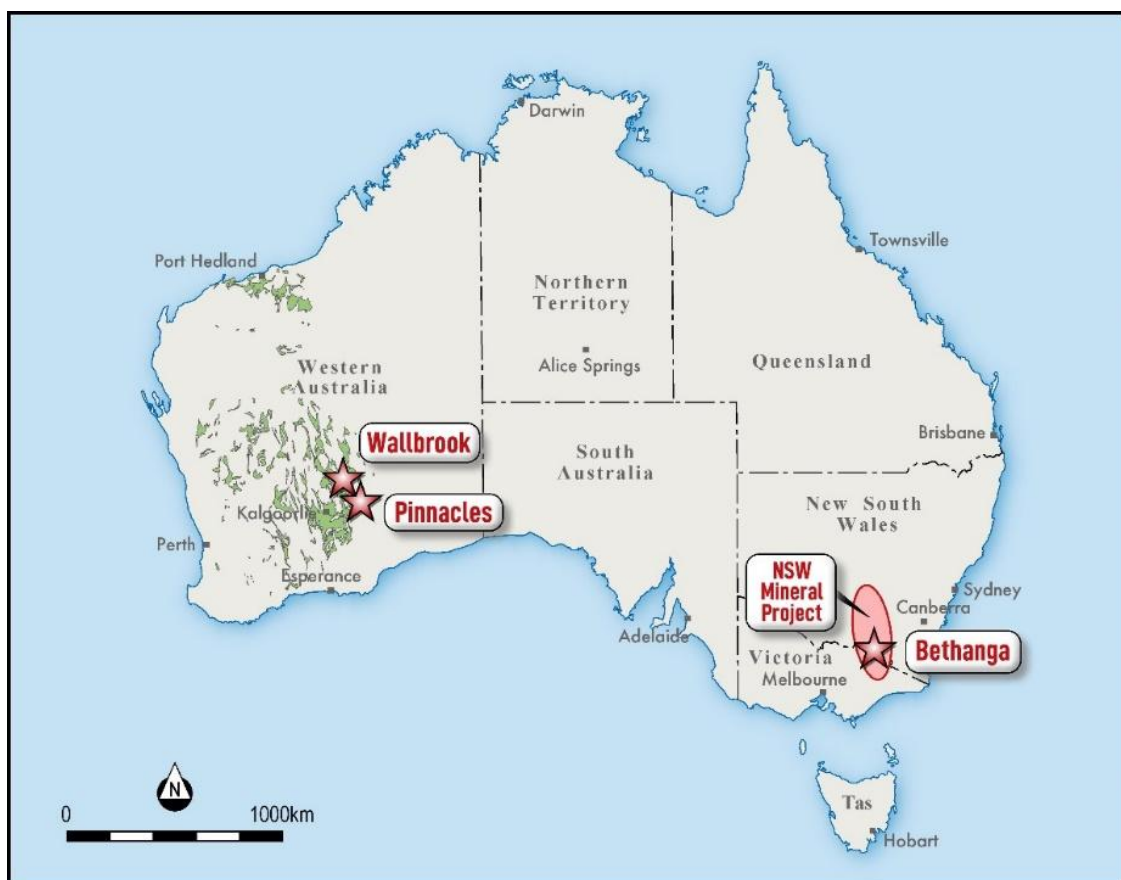 Darwin
Townsville
Port Hedland
Northern
Territory
Alice Springs
Queensland
Western
Australia
Wallbrook
Brisbane
South
Australia
Pinnacles
Kalgoorlie
New South
Wales
Perth
Esperance
NSW
Mineral
Project
Sydney
Canberra
Adelaide
Bethanga
Victoria
Melbourne
N
0 1000km
Tas
Hobart